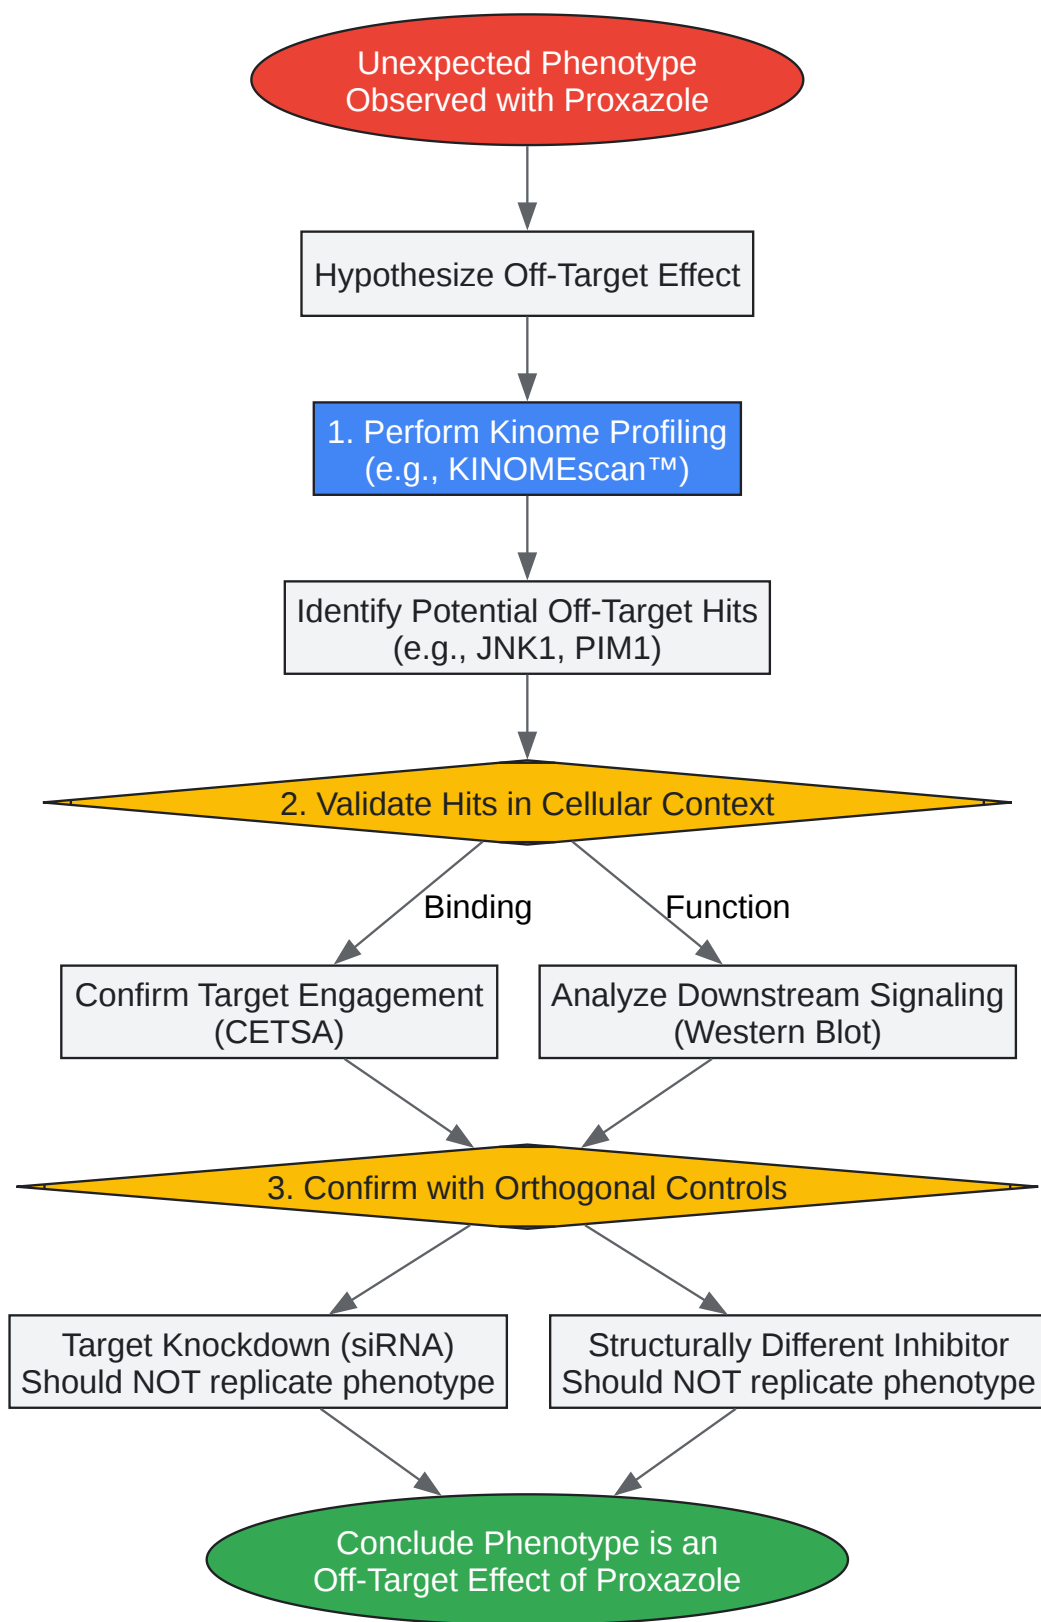 Unexpected Phenotype
Observed with Proxazole
Hypothesize Off-Target Effect
1. Perform Kinome Profiling
(e.g., KINOMEscan™)
Identify Potential Off-Target Hits
(e.g., JNK1, PIM1)
2. Validate Hits in Cellular Context
Binding
Function
Confirm Target Engagement
(CETSA)
Analyze Downstream Signaling
(Western Blot)
3. Confirm with Orthogonal Controls
Target Knockdown (siRNA)
Should NOT replicate phenotype
Structurally Different Inhibitor
Should NOT replicate phenotype
Conclude Phenotype is an
Off-Target Effect of Proxazole